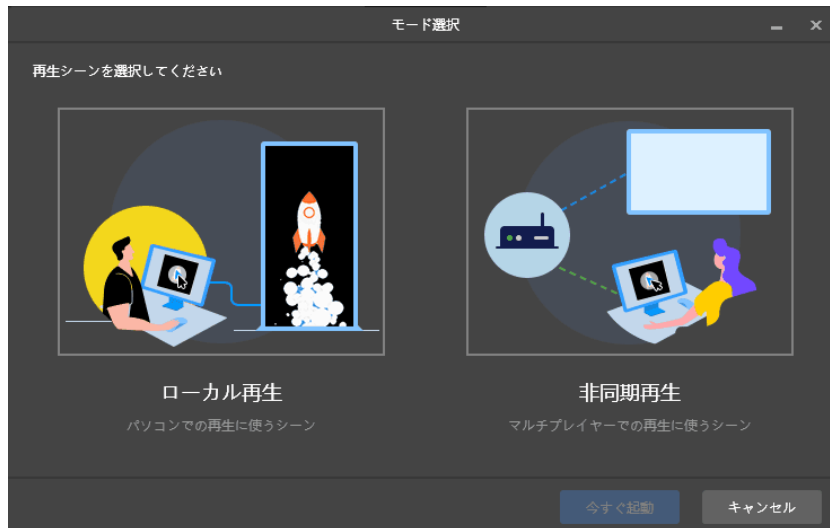 モード選択
再生シーンを選択してください
ローカル再生
パソコンでの再生に使うシーン
非同期再生
マルチプレイヤーでの再生に使うシーン
今すぐ起動
キャンセル